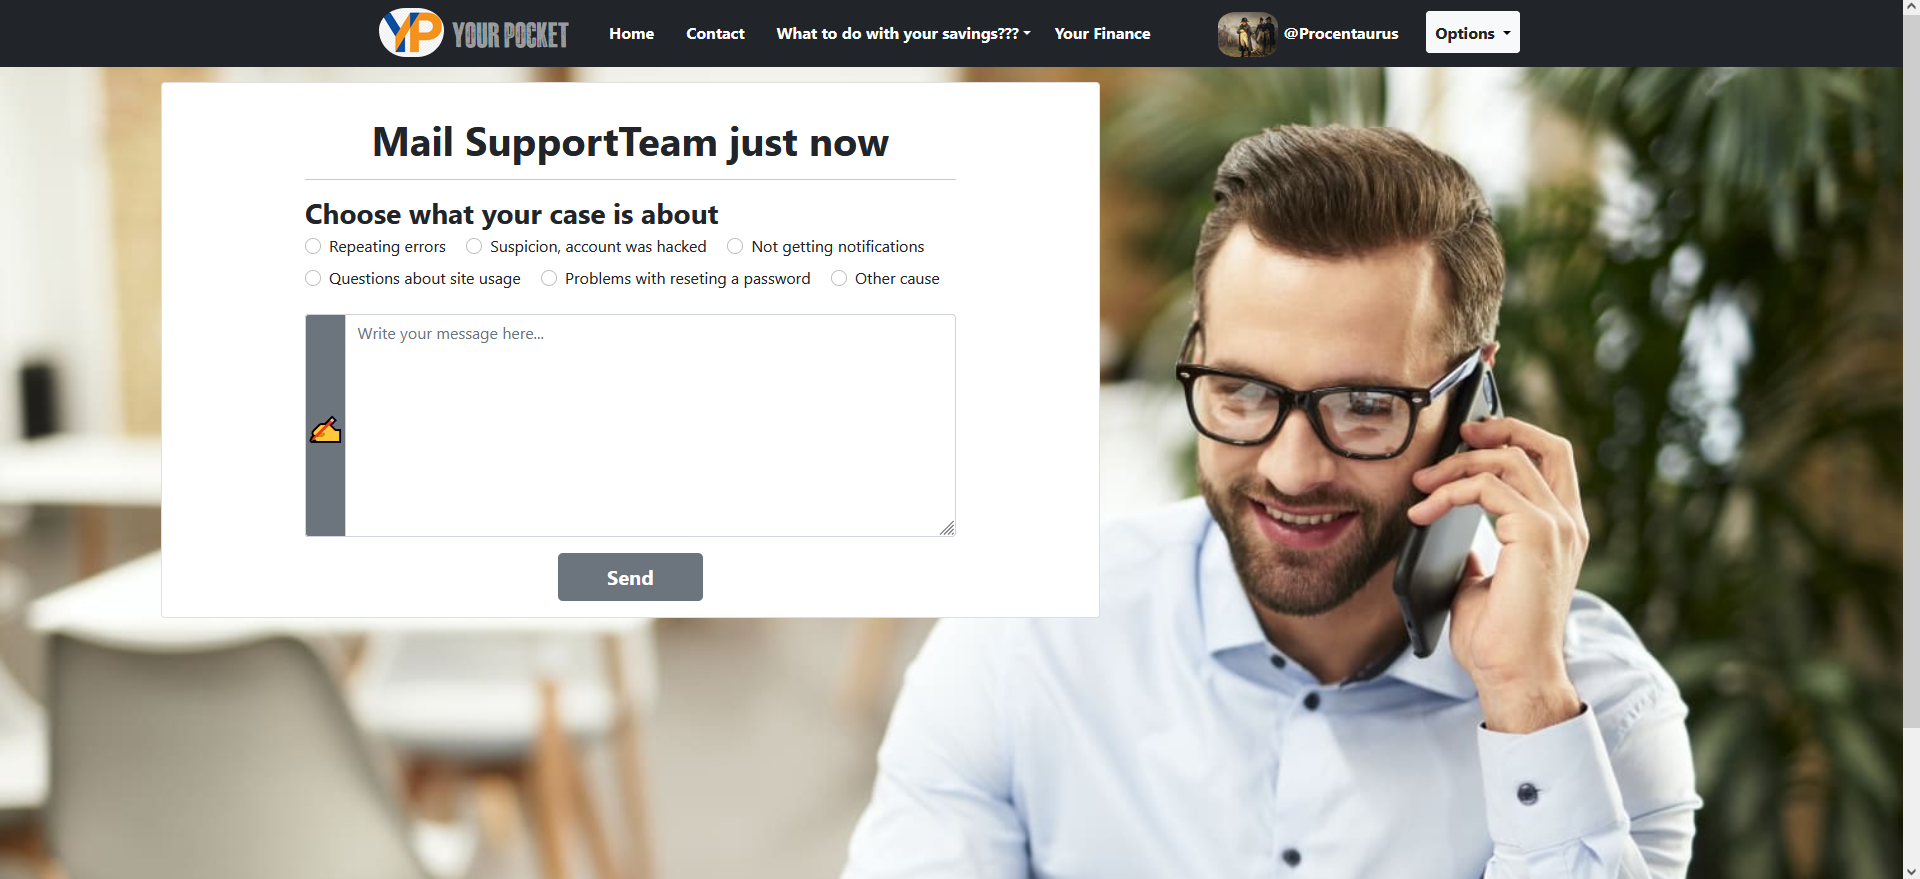 YP YOUR POCKET Home Contact What to do with your savings??? Your Finance @Procentaurus Options
Mail SupportTeam just now
Choose what your case is about
Repeating errors Suspicion, account was hacked Not getting notifications
Questions about site usage Problems with reseting a password Other cause
Write your message here...
Send